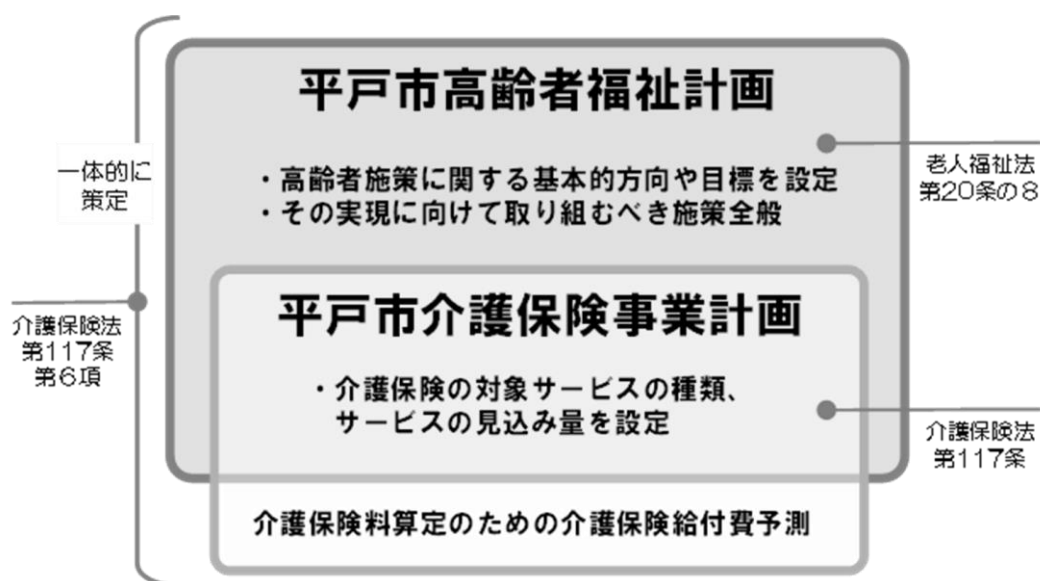 平戸市高齢者福祉計画
・高齢者施策に関する基本的方向や目標を設定
・その実現に向けて取り組むべき施策全般
老人福祉法
第20条の8
一体的に
策定
介護保険法
第117条
第6項
平戸市介護保険事業計画
・介護保険の対象サービスの種類、
サービスの見込み量を設定
介護保険法
第117条
介護保険料算定のための介護保険給付費予測